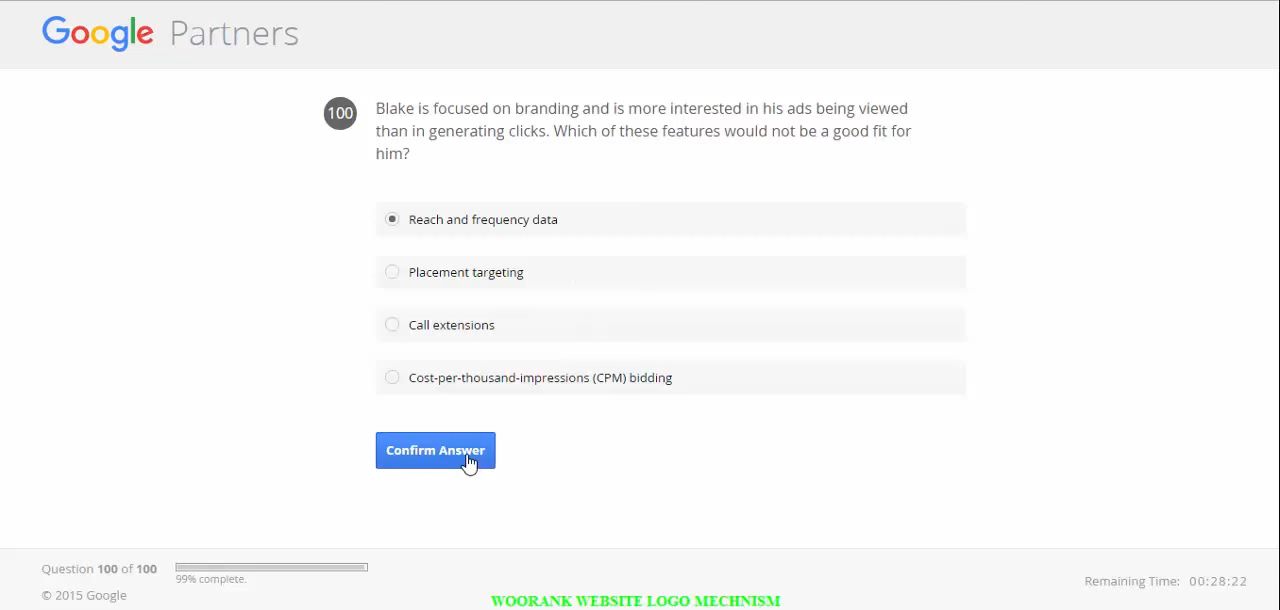 Google Partners
100
Blake is focused on branding and is more interested in his ads being viewed
than in generating clicks. Which of these features would not be a good fit for
him?
Reach and frequency data
Placement targeting
Call extensions
Cost-per-thousand-impressions (CPM) bidding
Confirm Answer
Question 100 of 100
99% complete.
Remaining Time: 00:28:22
© 2015 Google
WOORANK WEBSITE LOGO MECHNISM